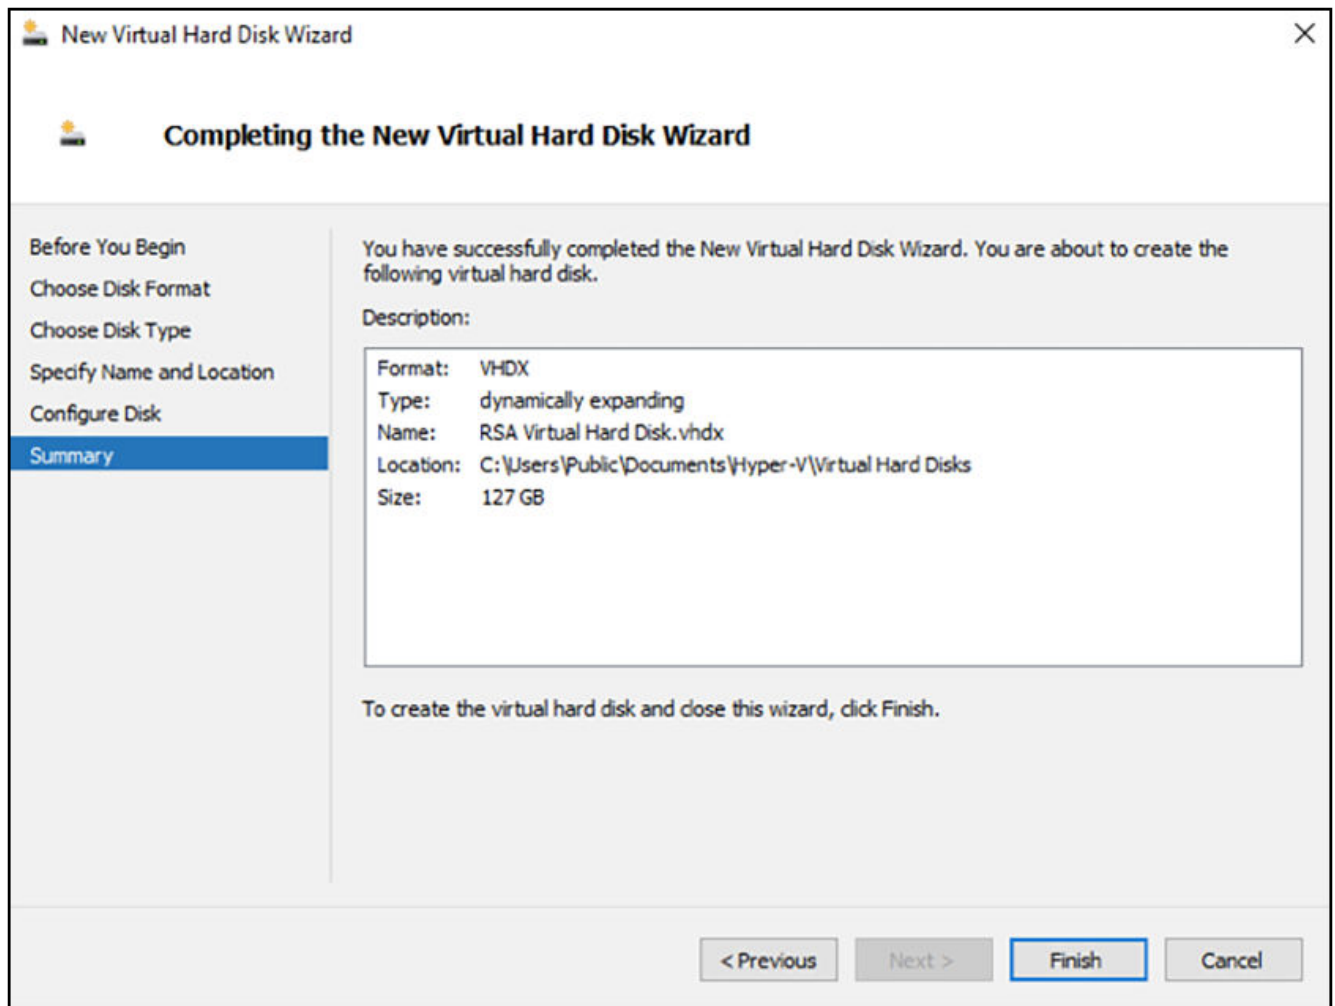 New Virtual Hard Disk Wizard
Completing the New Virtual Hard Disk Wizard
Before You Begin
Choose Disk Format
Choose Disk Type
Specify Name and Location
Configure Disk
Summary
You have successfully completed the New Virtual Hard Disk Wizard. You are about to create the
following virtual hard disk.
Description:
Format: VHDX
Type: dynamically expanding
Name: RSA Virtual Hard Disk.vhdx
Location: C:\Users\Public\Documents\Hyper-V\Virtual Hard Disks
Size: 127 GB
To create the virtual hard disk and close this wizard, click Finish.
< Previous Next > Finish Cancel